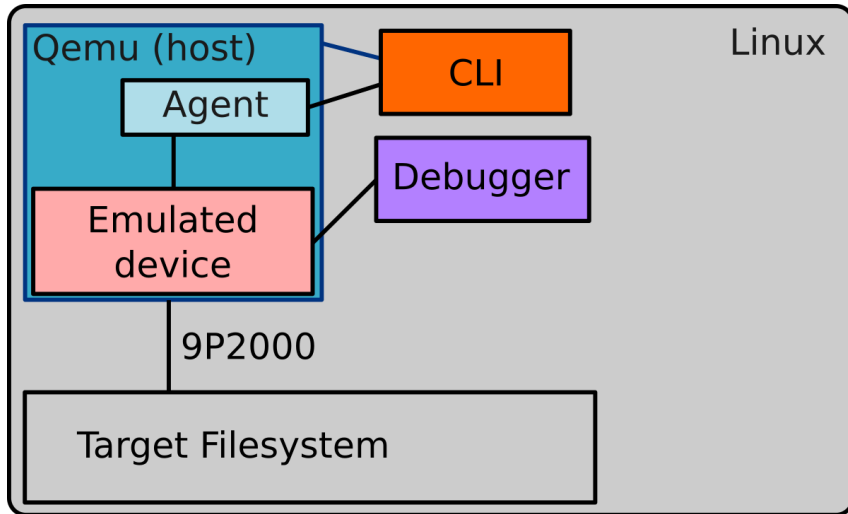 Qemu (host)
Linux
CLI
Agent
Debugger
Emulated
device
9P2000
Target Filesystem